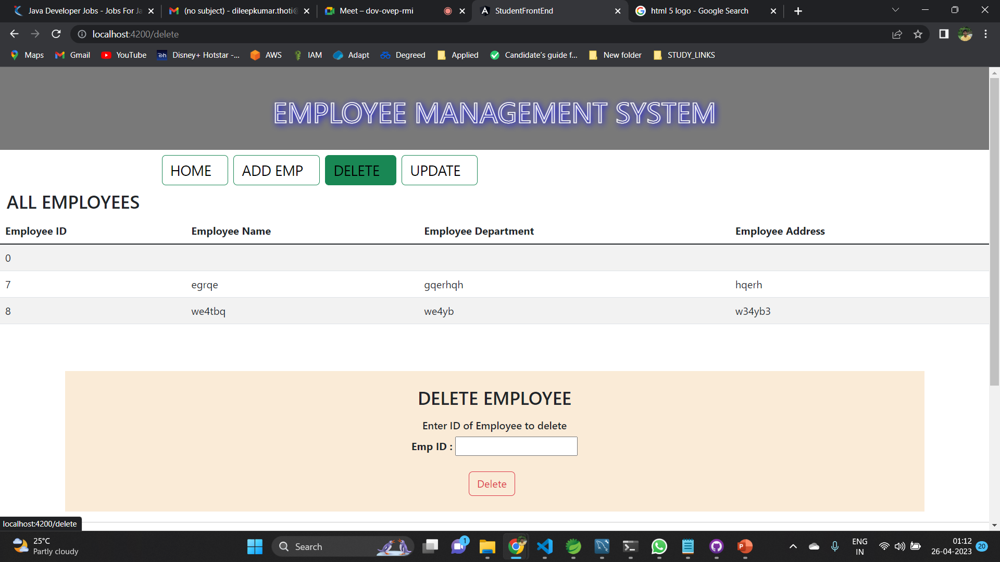 Java Developer Jobs - Jobs For Ja
(no subject) - dileepkumar.thoti@
Meet – dov-ovep-rmi
StudentFrontEnd
html 5 logo - Google Search
localhost:4200/delete
Maps
Gmail
YouTube
Disney+ Hotstar -...
AWS
IAM
Adapt
Degreed
Applied
Candidate's guide f...
New folder
STUDY_LINKS
EMPLOYEE MANAGEMENT SYSTEM
HOME
ADD EMP
DELETE
UPDATE
ALL EMPLOYEES
Employee ID Employee Name Employee Department Employee Address
0
7 egrqe gqerhqh hqerh
8 we4tbq we4yb w34yb3
DELETE EMPLOYEE
Enter ID of Employee to delete
Emp ID :
Delete
localhost:4200/delete
25°C
Partly cloudy
Search
1
ENG
IN
01:12
26-04-2023
20